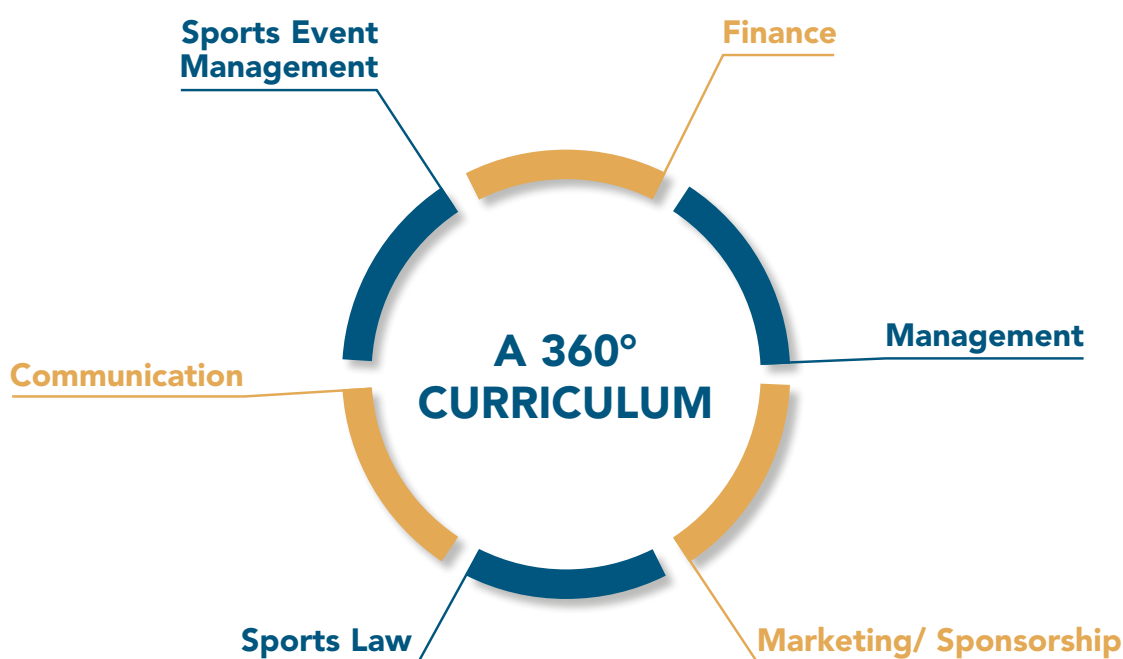 Sports Event
Management
Finance
A 360°
CURRICULUM
Management
Communication
Sports Law
Marketing/ Sponsorship